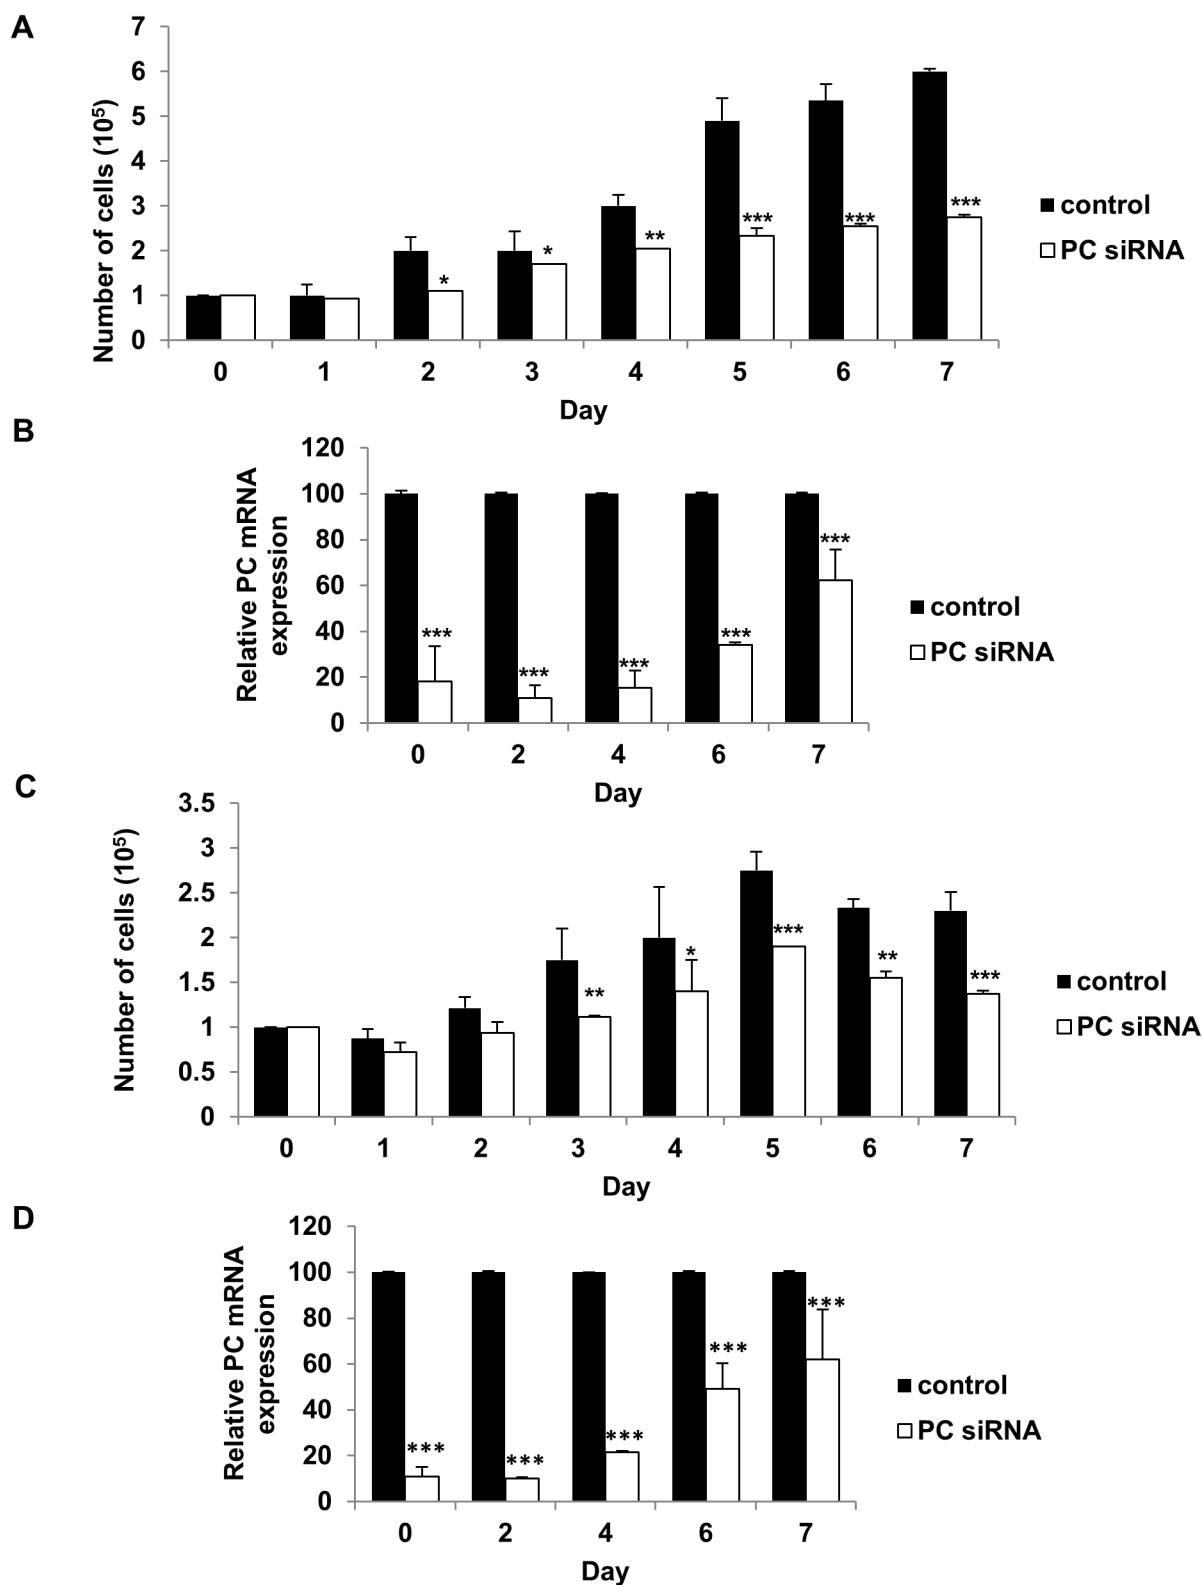 A
Number of cells (10⁵)
7
6
5
4
3
2
1
0
* * ** *** *** ***
0 1 2 3 4 5 6 7
Day
control
PC siRNA
B
Relative PC mRNA
expression
120
100
80
60
40
20
0
*** *** *** *** ***
0 2 4 6 7
Day
control
PC siRNA
C
Number of cells (10⁵)
3.5
3
2.5
2
1.5
1
0.5
0
** * *** ** ***
0 1 2 3 4 5 6 7
Day
control
PC siRNA
D
Relative PC mRNA
expression
120
100
80
60
40
20
0
*** *** *** *** ***
0 2 4 6 7
Day
control
PC siRNA